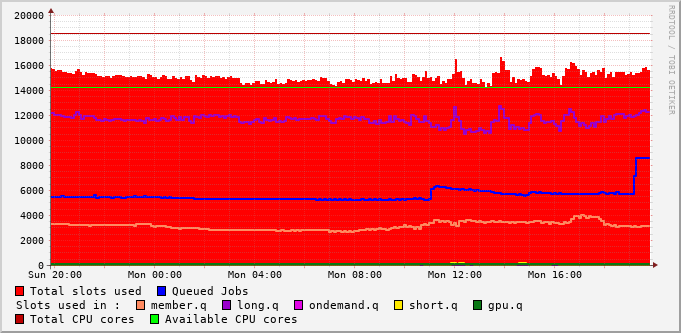 20000
18000
16000
14000
12000
10000
8000
6000
4000
2000
0
Sun 20:00 Mon 00:00 Mon 04:00 Mon 08:00 Mon 12:00 Mon 16:00
Total slots used Queued Jobs
Slots used in : member.q long.q ondemand.q short.q gpu.q
Total CPU cores Available CPU cores
RRDTOOL / TOBI OETIKER